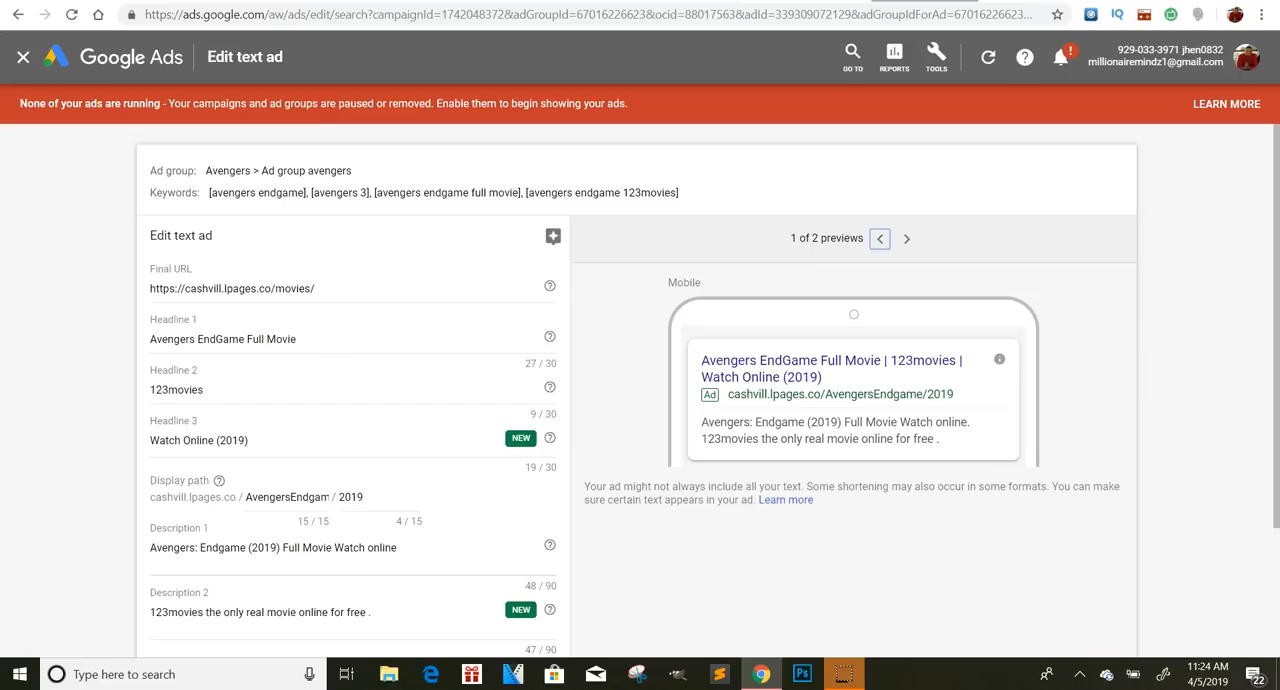 https://ads.google.com/aw/ads/edit/search?campaignId=1742048372&adGroupId=67016226623&ocid=88017563&adId=339309072129&adGroupIdForAd=67016226623...
IQ
Google Ads
Edit text ad
GO TO
REPORTS
TOOLS
!
929-033-3971 jhen0832
millionairemindz1@gmail.com
None of your ads are running - Your campaigns and ad groups are paused or removed. Enable them to begin showing your ads.
LEARN MORE
Ad group: Avengers > Ad group avengers
Keywords: [avengers endgame], [avengers 3], [avengers endgame full movie], [avengers endgame 123movies]
Edit text ad
Final URL
https://cashvill.lpages.co/movies/
Headline 1
Avengers EndGame Full Movie
27 / 30
Headline 2
123movies
9 / 30
Headline 3
Watch Online (2019)
NEW
19 / 30
Display path
cashvill.lpages.co / AvengersEndgam / 2019
15 / 15
4 / 15
Description 1
Avengers: Endgame (2019) Full Movie Watch online
48 / 90
Description 2
123movies the only real movie online for free .
NEW
47 / 90
1 of 2 previews
Mobile
Avengers EndGame Full Movie | 123movies |
Watch Online (2019)
Ad cashvill.lpages.co/AvengersEndgame/2019
Avengers: Endgame (2019) Full Movie Watch online.
123movies the only real movie online for free .
Your ad might not always include all your text. Some shortening may also occur in some formats. You can make
sure certain text appears in your ad. Learn more
Type here to search
Ps
11:24 AM
4/5/2019
22